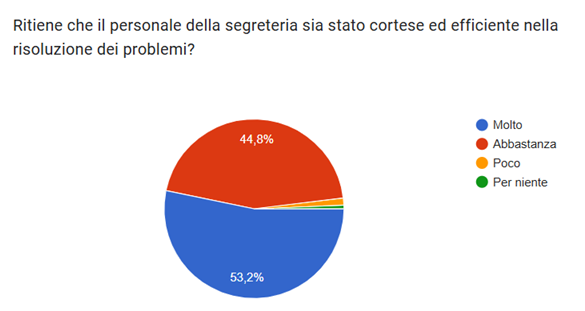 Ritiene che il personale della segreteria sia stato cortese ed efficiente nella
risoluzione dei problemi?
44,8%
53,2%
Molto
Abbastanza
Poco
Per niente